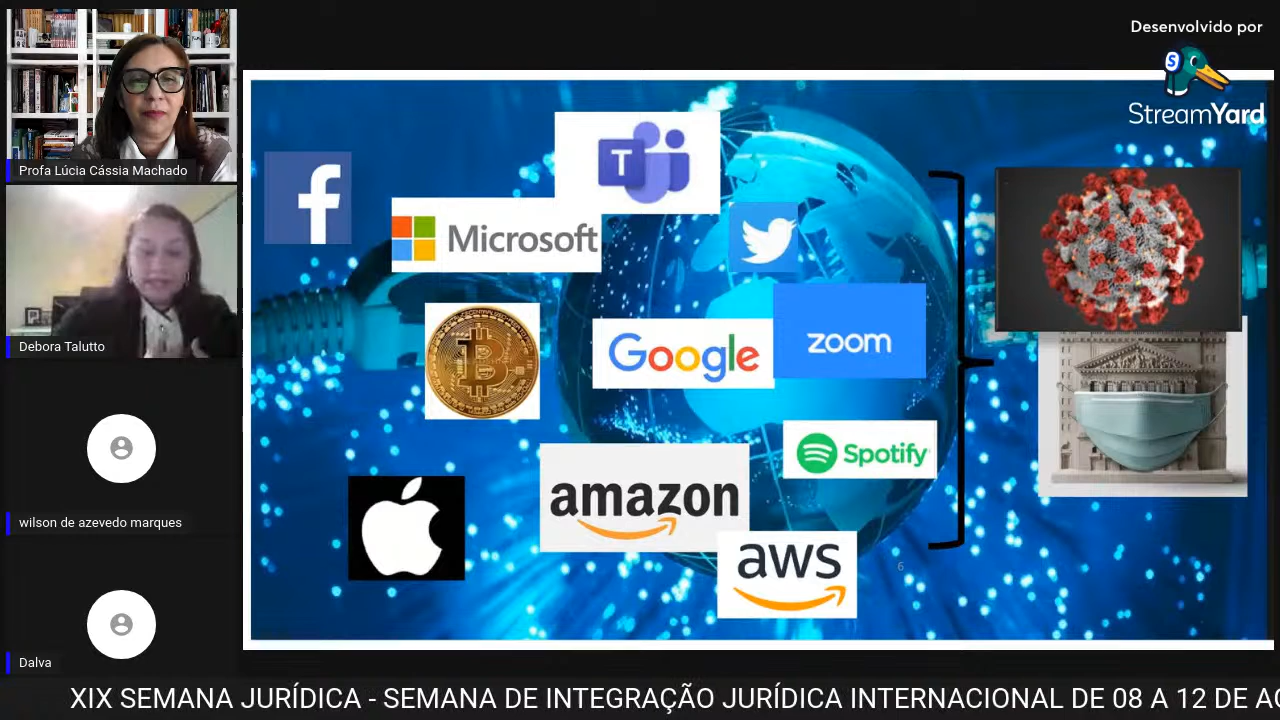 Desenvolvido por
StreamYard
Profa Lúcia Cássia Machado
Debora Talutto
wilson de azevedo marques
Dalva
f
T
Microsoft
B
Google
zoom
Spotify
amazon
aws
6
XIX SEMANA JURÍDICA - SEMANA DE INTEGRAÇÃO JURÍDICA INTERNACIONAL DE 08 A 12 DE AG